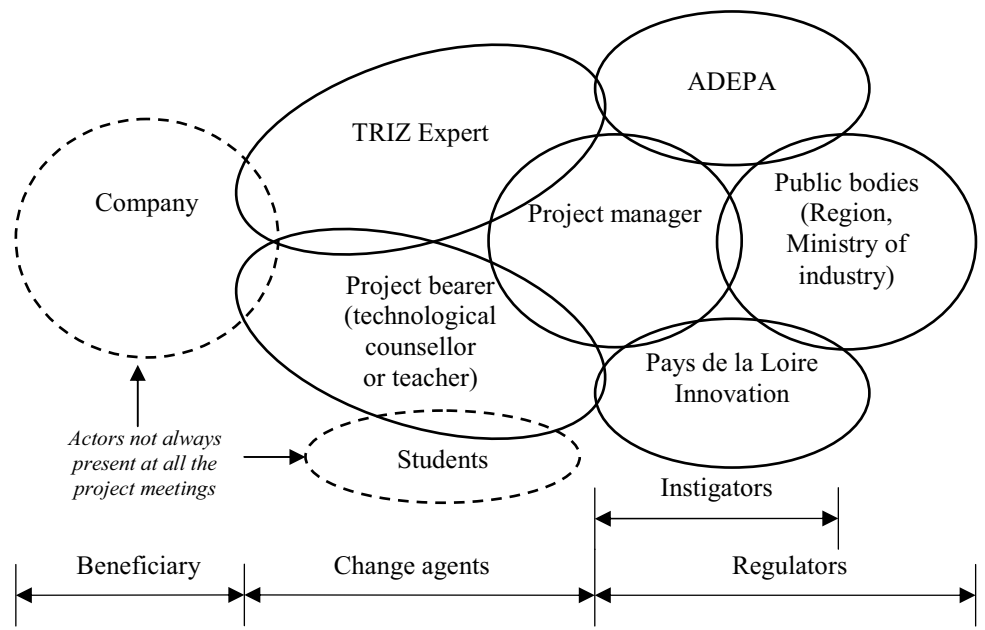 ADEPA
TRIZ Expert
Company
Project manager
Public bodies
(Region,
Ministry of
industry)
Project bearer
(technological
counsellor
or teacher)
Pays de la Loire
Innovation
Actors not always
present at all the
project meetings
Students
Instigators
Beneficiary
Change agents
Regulators